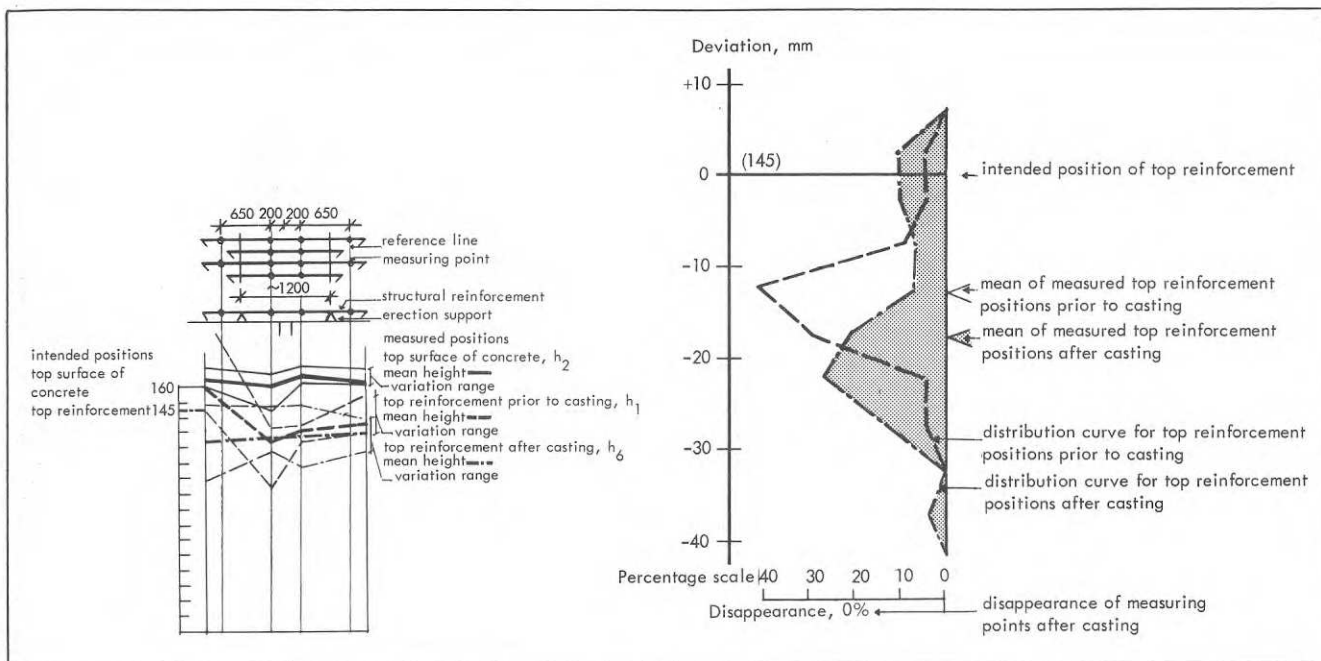 650 200 200 650
reference line
measuring point
~1200
structural reinforcement
erection support
measured positions
top surface of concrete, h2
mean height
variation range
top reinforcement prior to casting, h1
mean height
variation range
top reinforcement after casting, h6
mean height
variation range
intended positions
top surface of
concrete 160
top reinforcement 145
Deviation, mm
+10
(145)
0
intended position of top reinforcement
-10
mean of measured top reinforcement
positions prior to casting
mean of measured top reinforcement
positions after casting
-20
distribution curve for top reinforcement
positions prior to casting
-30
distribution curve for top reinforcement
positions after casting
-40
Percentage scale 40 30 20 10 0
Disappearance, 0%
disappearance of measuring
points after casting